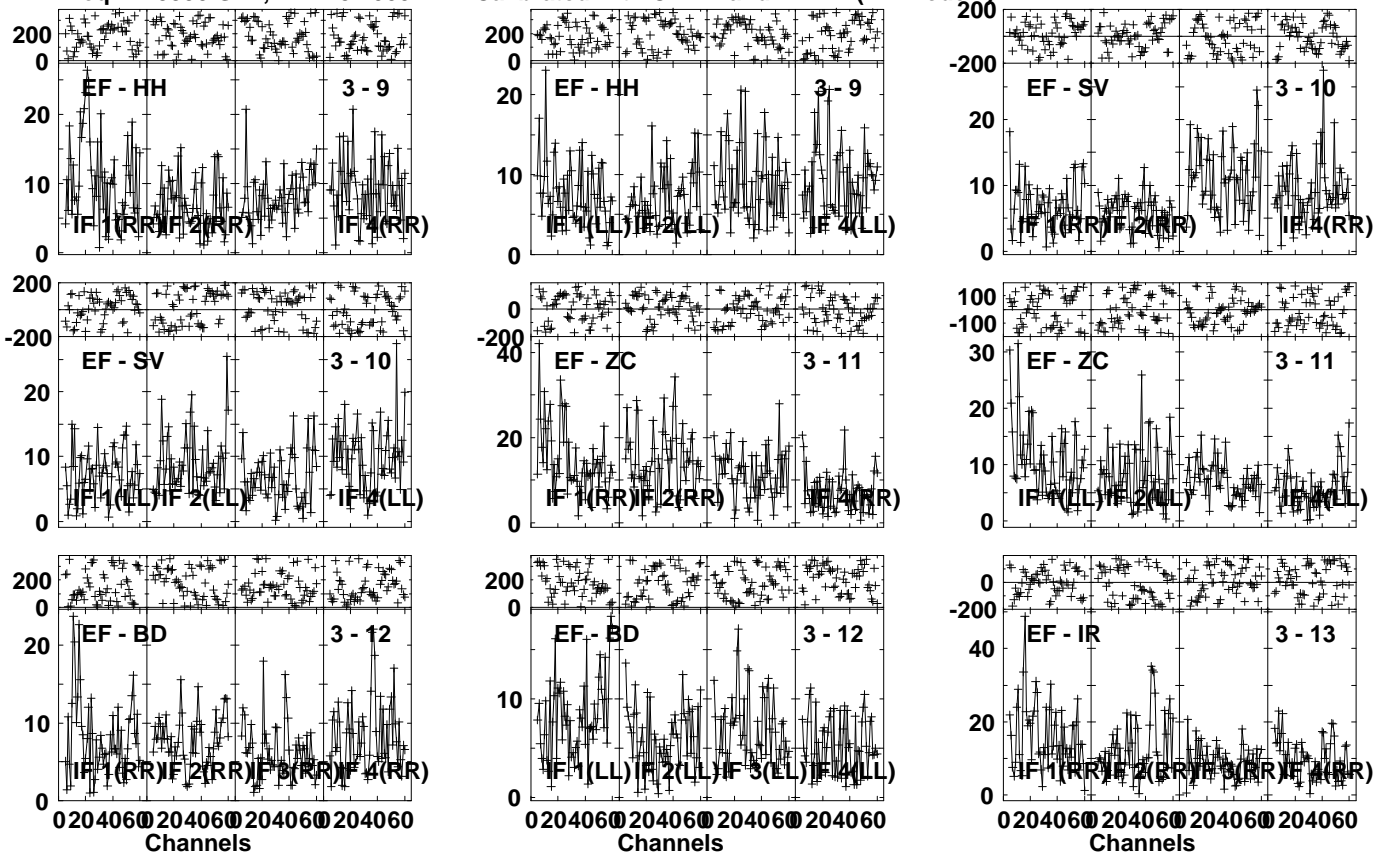 200
0
EF - HH 3 - 9
20
10
0
IF 1(RR) IF 2(RR) IF 4(RR)
200
0
EF - HH 3 - 9
20
10
0
IF 1(LL) IF 2(LL) IF 4(LL)
200
-200
EF - SV 3 - 10
20
10
0
IF 1(RR) IF 2(RR) IF 4(RR)
200
-200
EF - SV 3 - 10
20
10
0
IF 1(LL) IF 2(LL) IF 4(LL)
0
-200
EF - ZC 3 - 11
40
20
0
IF 1(RR) IF 2(RR) IF 4(RR)
100
-100
EF - ZC 3 - 11
30
20
10
0
IF 1(LL) IF 2(LL) IF 4(LL)
200
0
EF - BD 3 - 12
20
10
0
IF 1(RR) IF 2(RR) IF 3(RR) IF 4(RR)
0 20 40 60 0 20 40 60 0 20 40 60 0 20 40 60
Channels
200
0
EF - BD 3 - 12
10
0
IF 1(LL) IF 2(LL) IF 3(LL) IF 4(LL)
0 20 40 60 0 20 40 60 0 20 40 60 0 20 40 60
Channels
0
-200
EF - IR 3 - 13
40
20
0
IF 1(RR) IF 2(RR) IF 3(RR) IF 4(RR)
0 20 40 60 0 20 40 60 0 20 40 60 0 20 40 60
Channels